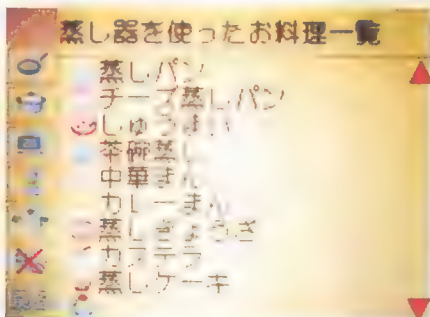 蒸し器を使ったお料理一覧
蒸しパン
チーズ蒸しパン
しゅうまい
茶碗蒸し
中華まん
カレーまん
蒸しぎょうざ
カステラ
蒸しケーキ